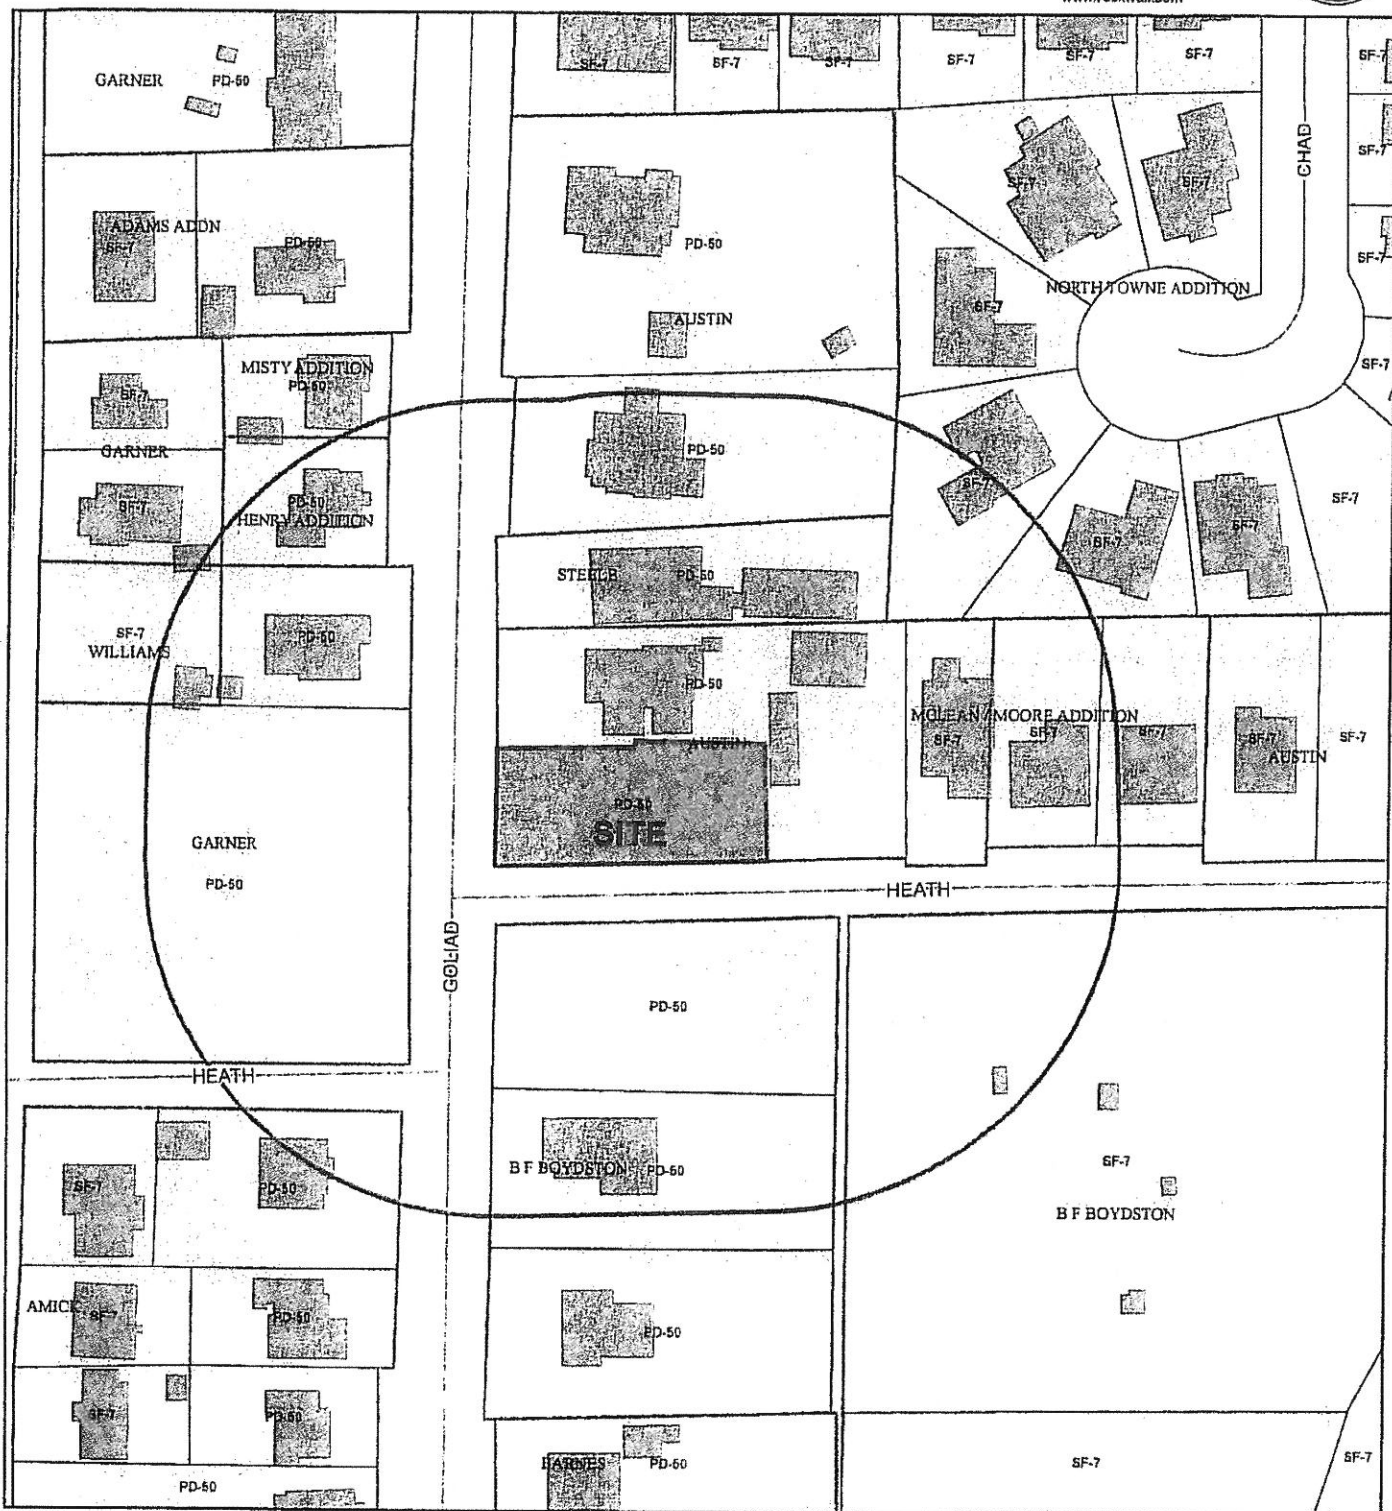 GARNER
PD-50
SF-7
SF-7
SF-7
SF-7
SF-7
SF-7
SF-7
CHAD
ADAMS ADDN
SF-7
PD-50
PD-50
SF-7
SF-7
SF-7
SF-7
AUSTIN
NORTH TOWNE ADDITION
SF-7
MISTY ADDITION
PD-50
SF-7
SF-7
GARNER
PD-50
SF-7
SF-7
PD-50
HENRY ADDITION
SF-7
SF-7
SF-7
STEELE
PD-50
SF-7
WILLIAMS
PD-50
PD-50
MCLEAN / MOORE ADDITION
SF-7
SF-7
SF-7
SF-7
SF-7
AUSTIN
AUSTIN
PD-50
SITE
GARNER
PD-50
HEATH
GOLIAD
PD-50
HEATH
SF-7
PD-50
B F BOYDSTON
PD-50
SF-7
B F BOYDSTON
AMICK
SF-7
PD-50
PD-50
SF-7
PD-50
BARNES
PD-50
SF-7
SF-7
PD-50